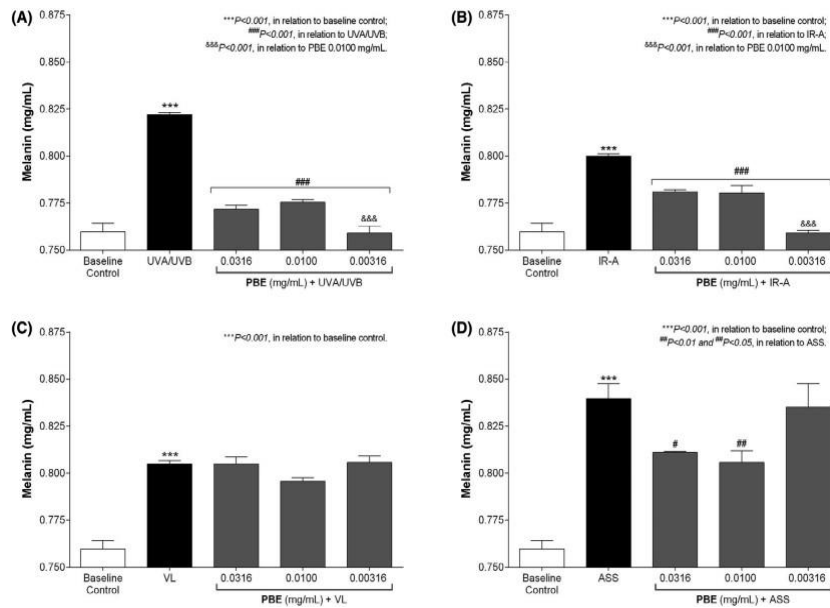 (A)
***P<0.001, in relation to baseline control;
###P<0.001, in relation to UVA/UVB;
&&&P<0.001, in relation to PBE 0.0100 mg/mL.
Melanin (mg/mL)
0.875
0.850
0.825
0.800
0.775
0.750
***
###
&&&
Baseline Control
UVA/UVB
0.0316
0.0100
0.00316
PBE (mg/mL) + UVA/UVB
(B)
***P<0.001, in relation to baseline control;
###P<0.001, in relation to IR-A;
&&&P<0.001, in relation to PBE 0.0100 mg/mL.
Melanin (mg/mL)
0.875
0.850
0.825
0.800
0.775
0.750
***
###
&&&
Baseline Control
IR-A
0.0316
0.0100
0.00316
PBE (mg/mL) + IR-A
(C)
***P<0.001, in relation to baseline control.
Melanin (mg/mL)
0.875
0.850
0.825
0.800
0.775
0.750
***
Baseline Control
VL
0.0316
0.0100
0.00316
PBE (mg/mL) + VL
(D)
***P<0.001, in relation to baseline control;
##P<0.01 and ##P<0.05, in relation to ASS.
Melanin (mg/mL)
0.875
0.850
0.825
0.800
0.775
0.750
***
#
##
Baseline Control
ASS
0.0316
0.0100
0.00316
PBE (mg/mL) + ASS